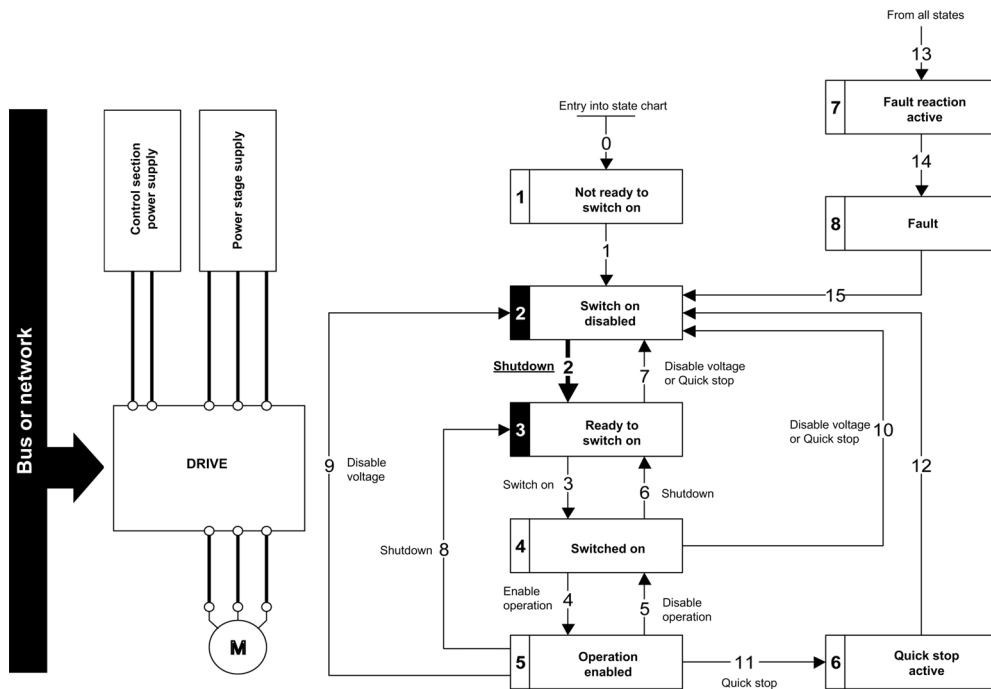 Bus or network
Control section
power supply
Power stage supply
DRIVE
M
Entry into state chart
0
1
Not ready to
switch on
1
2
Switch on
disabled
Shutdown 2
7 Disable voltage
or Quick stop
3
Ready to
switch on
Switch on 3
6 Shutdown
4
Switched on
Enable
operation 4
5 Disable
operation
5
Operation
enabled
9 Disable
voltage
Shutdown 8
11
Quick stop
6
Quick stop
active
Disable voltage
or Quick stop 10
12
15
From all states
13
7
Fault reaction
active
14
8
Fault